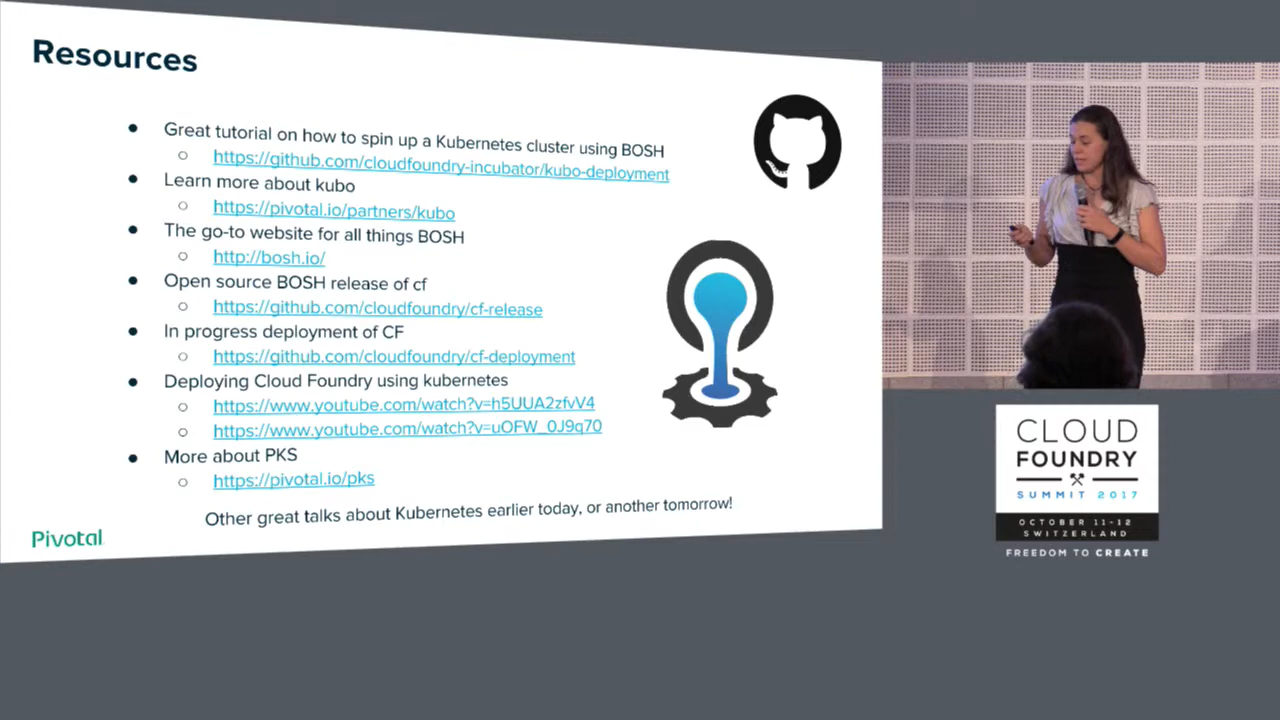 Resources
Great tutorial on how to spin up a Kubernetes cluster using BOSH
https://github.com/cloudfoundry-incubator/kubo-deployment
Learn more about kubo
https://pivotal.io/partners/kubo
The go-to website for all things BOSH
http://bosh.io/
Open source BOSH release of cf
https://github.com/cloudfoundry/cf-release
In progress deployment of CF
https://github.com/cloudfoundry/cf-deployment
Deploying Cloud Foundry using kubernetes
https://www.youtube.com/watch?v=h5UUA2zfvV4
https://www.youtube.com/watch?v=uOFW_0J9q70
More about PKS
https://pivotal.io/pks
Other great talks about Kubernetes earlier today, or another tomorrow!
Pivotal
CLOUD
FOUNDRY
SUMMIT 2017
OCTOBER 11-12
SWITZERLAND
FREEDOM TO CREATE